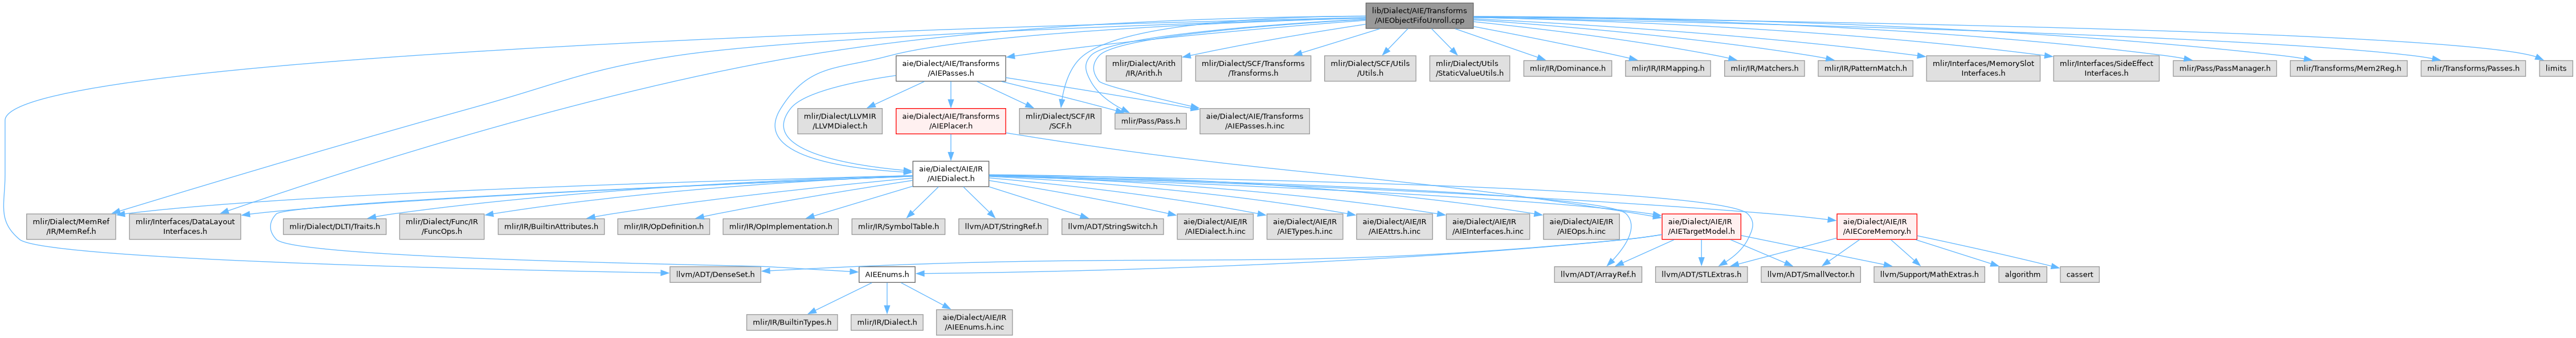 lib/Dialect/AIE/Transforms
/AIEObjectFifoUnroll.cpp
aie/Dialect/AIE/Transforms
/AIEPasses.h
mlir/Dialect/Arith
/IR/Arith.h
mlir/Dialect/SCF/Transforms
/Transforms.h
mlir/Dialect/SCF/Utils
/Utils.h
mlir/Dialect/Utils
/StaticValueUtils.h
mlir/IR/Dominance.h
mlir/IR/IRMapping.h
mlir/IR/Matchers.h
mlir/IR/PatternMatch.h
mlir/Interfaces/MemorySlot
Interfaces.h
mlir/Interfaces/SideEffect
Interfaces.h
mlir/Pass/PassManager.h
mlir/Transforms/Mem2Reg.h
mlir/Transforms/Passes.h
limits
mlir/Dialect/LLVMIR
/LLVMDialect.h
aie/Dialect/AIE/Transforms
/AIEPlacer.h
mlir/Dialect/SCF/IR
/SCF.h
mlir/Pass/Pass.h
aie/Dialect/AIE/Transforms
/AIEPasses.h.inc
aie/Dialect/AIE/IR
/AIEDialect.h
mlir/Dialect/MemRef
/IR/MemRef.h
mlir/Interfaces/DataLayout
Interfaces.h
mlir/Dialect/DLTI/Traits.h
mlir/Dialect/Func/IR
/FuncOps.h
mlir/IR/BuiltinAttributes.h
mlir/IR/OpDefinition.h
mlir/IR/OpImplementation.h
mlir/IR/SymbolTable.h
llvm/ADT/StringRef.h
llvm/ADT/StringSwitch.h
aie/Dialect/AIE/IR
/AIEDialect.h.inc
aie/Dialect/AIE/IR
/AIETypes.h.inc
aie/Dialect/AIE/IR
/AIEAttrs.h.inc
aie/Dialect/AIE/IR
/AIEInterfaces.h.inc
aie/Dialect/AIE/IR
/AIEOps.h.inc
aie/Dialect/AIE/IR
/AIETargetModel.h
aie/Dialect/AIE/IR
/AIECoreMemory.h
llvm/ADT/DenseSet.h
AIEEnums.h
llvm/ADT/ArrayRef.h
llvm/ADT/STLExtras.h
llvm/ADT/SmallVector.h
llvm/Support/MathExtras.h
algorithm
cassert
mlir/IR/BuiltinTypes.h
mlir/IR/Dialect.h
aie/Dialect/AIE/IR
/AIEEnums.h.inc